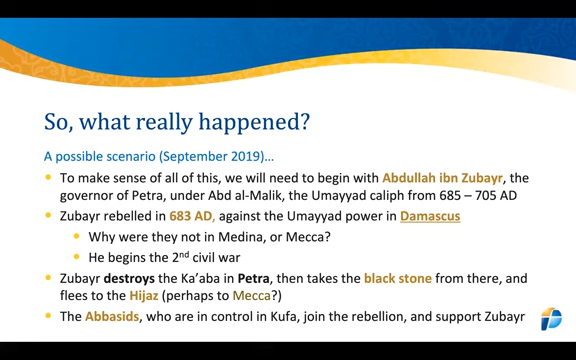 So, what really happened?
A possible scenario (September 2019)…
To make sense of all of this, we will need to begin with Abdullah ibn Zubayr, the
governor of Petra, under Abd al-Malik, the Umayyad caliph from 685 – 705 AD
Zubayr rebelled in 683 AD, against the Umayyad power in Damascus
Why were they not in Medina, or Mecca?
He begins the 2nd civil war
Zubayr destroys the Ka’aba in Petra, then takes the black stone from there, and
flees to the Hijaz (perhaps to Mecca?)
The Abbasids, who are in control in Kufa, join the rebellion, and support Zubayr